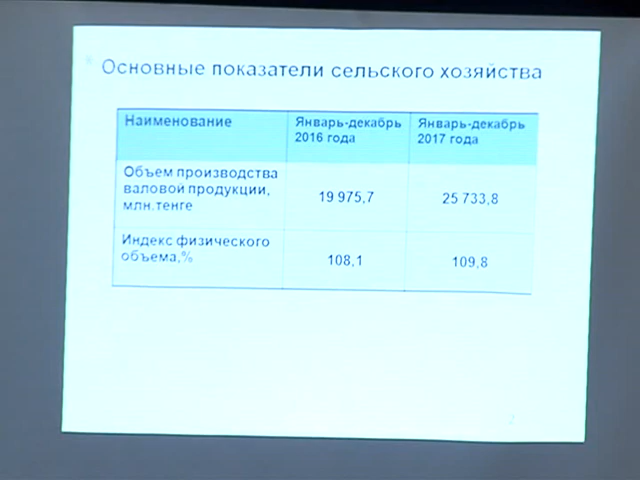 * Основные показатели сельского хозяйства
Наименование
Январь-декабрь
2016 года
Январь-декабрь
2017 года
Объем производства
валовой продукции,
млн.тенге
19 975,7
25 733,8
Индекс физического
объема,%
108,1
109,8
2